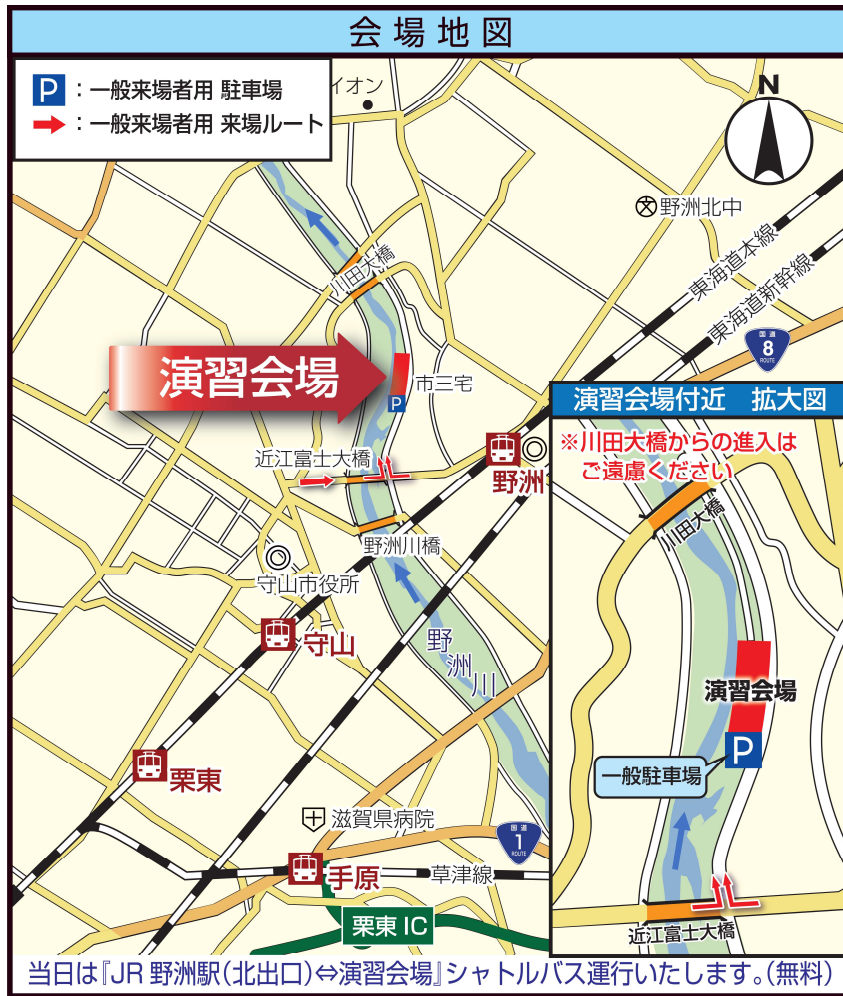 会場地図
P：一般来場者用 駐車場
：一般来場者用 来場ルート
イオン
N
野洲北中
東海道本線
東海道新幹線
川田大橋
国道
8
ROUTE
演習会場
市三宅
P
近江富士大橋
野洲
野洲川橋
守山市役所
守山
野洲川
栗東
滋賀県病院
国道
1
ROUTE
手原
草津線
栗東 IC
演習会場付近 拡大図
※川田大橋からの進入は
ご遠慮ください
川田大橋
演習会場
P
一般駐車場
近江富士大橋
当日は『JR 野洲駅(北出口)⇔演習会場』シャトルバス運行いたします。(無料)